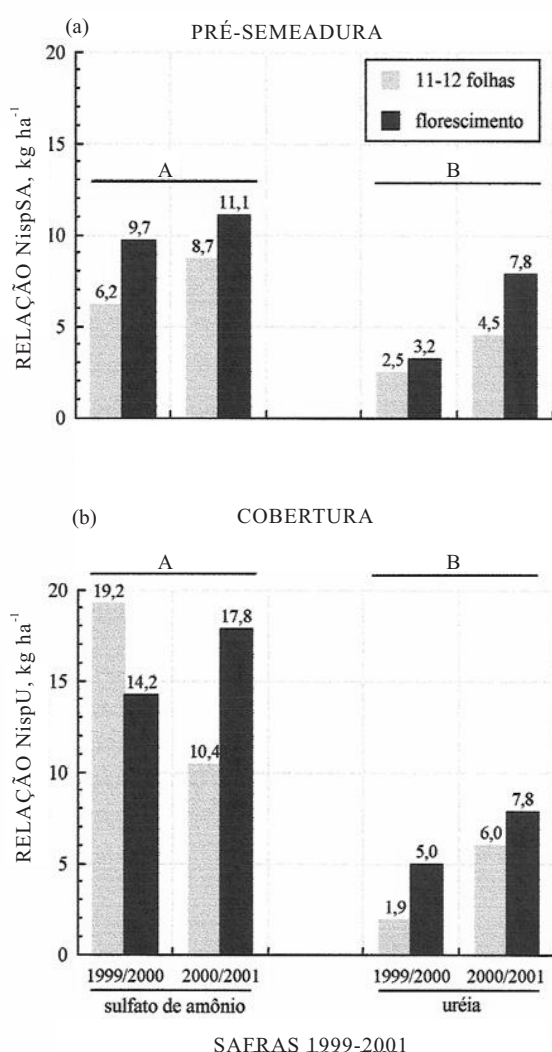 (a)
PRÉ-SEMEADURA
RELAÇÃO NispSA, kg ha-1
20
15
10
5
0
11-12 folhas
florescimento
A
B
6,2
9,7
8,7
11,1
2,5
3,2
4,5
7,8
(b)
COBERTURA
RELAÇÃO NispU, kg ha-1
20
15
10
5
0
A
B
19,2
14,2
10,4
17,8
1,9
5,0
6,0
7,8
1999/2000 2000/2001 1999/2000 2000/2001
sulfato de amônio uréia
SAFRAS 1999-2001